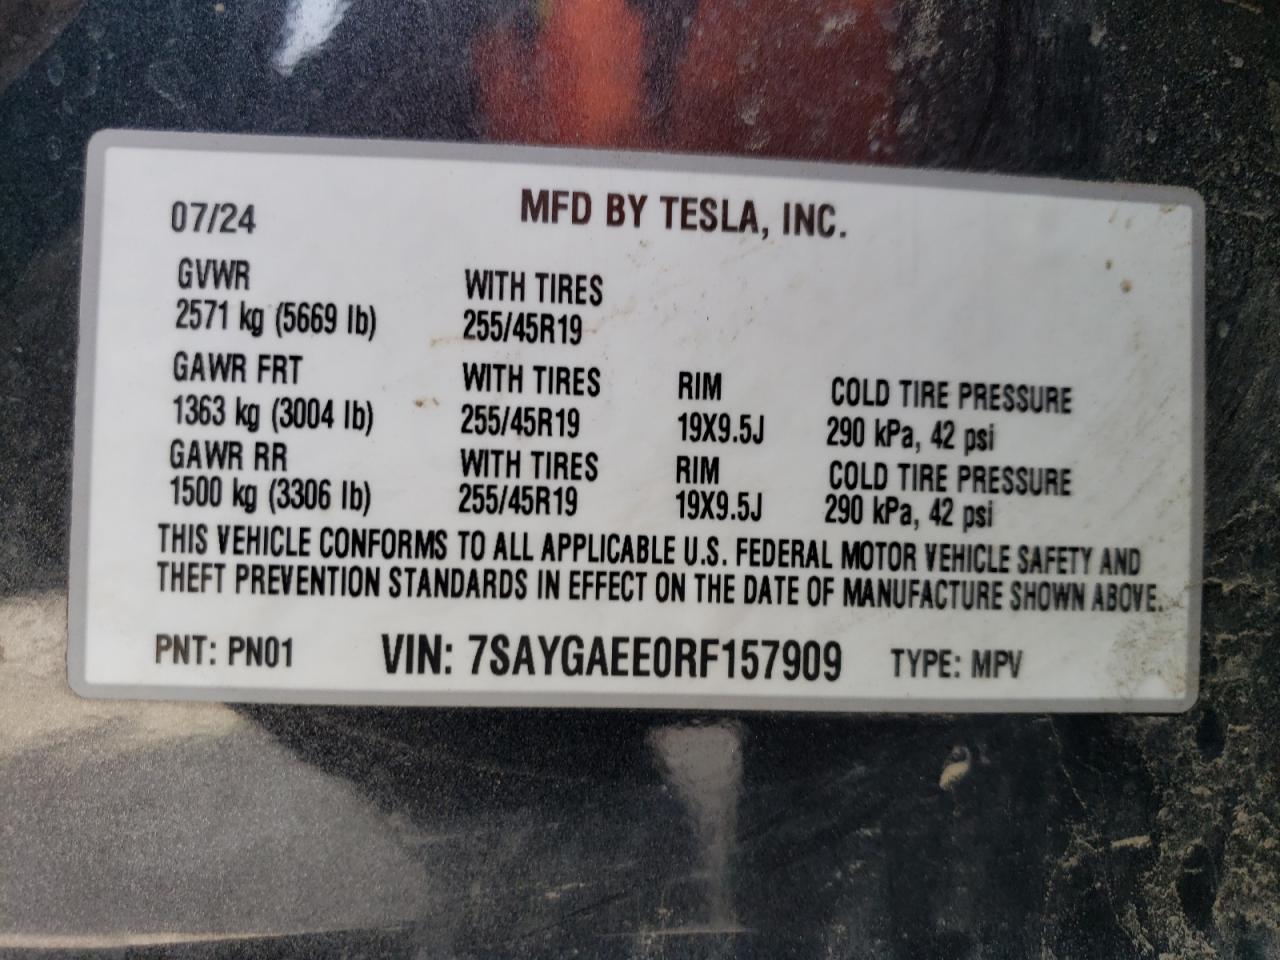 07/24 MFD BY TESLA, INC.
GVWR WITH TIRES
2571 kg (5669 lb) 255/45R19
GAWR FRT WITH TIRES RIM COLD TIRE PRESSURE
1363 kg (3004 lb) 255/45R19 19X9.5J 290 kPa, 42 psi
GAWR RR WITH TIRES RIM COLD TIRE PRESSURE
1500 kg (3306 lb) 255/45R19 19X9.5J 290 kPa, 42 psi
THIS VEHICLE CONFORMS TO ALL APPLICABLE U.S. FEDERAL MOTOR VEHICLE SAFETY AND
THEFT PREVENTION STANDARDS IN EFFECT ON THE DATE OF MANUFACTURE SHOWN ABOVE.
PNT: PN01 VIN: 7SAYGAEE0RF157909 TYPE: MPV